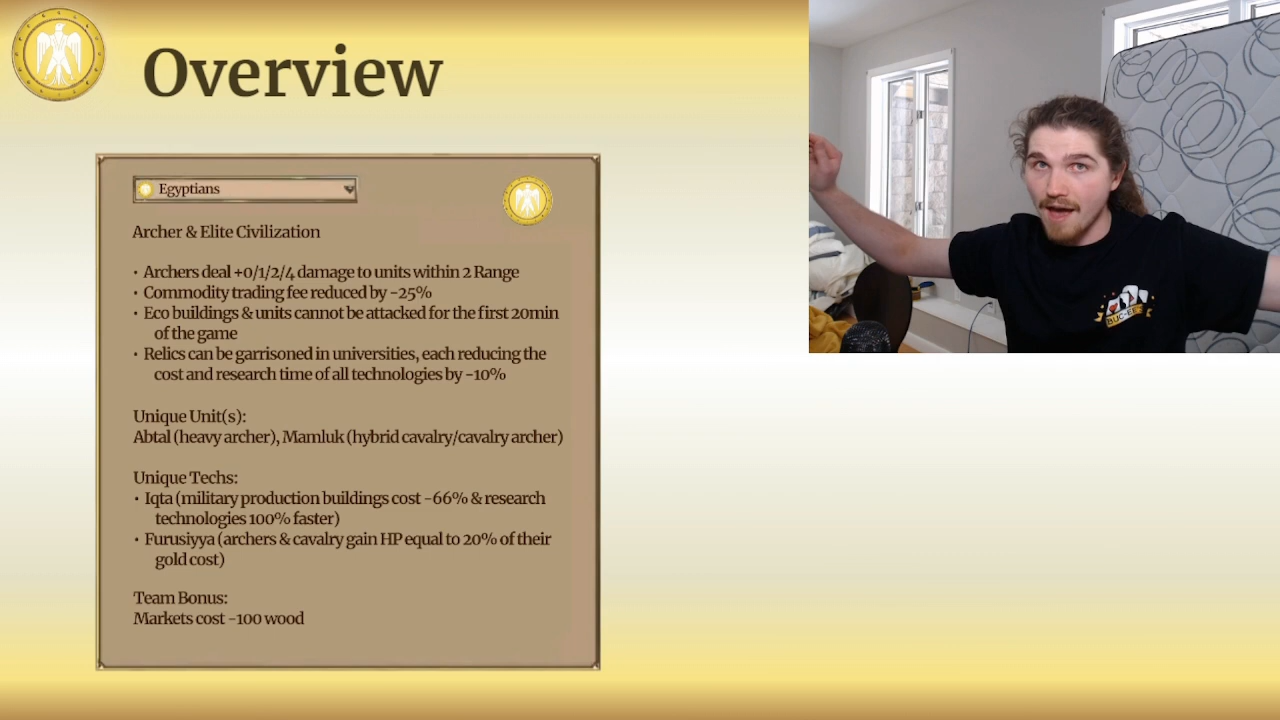 Overview
Egyptians
Archer & Elite Civilization
• Archers deal +0/1/2/4 damage to units within 2 Range
• Commodity trading fee reduced by -25%
• Eco buildings & units cannot be attacked for the first 20min
of the game
• Relics can be garrisoned in universities, each reducing the
cost and research time of all technologies by -10%
Unique Unit(s):
Abtal (heavy archer), Mamluk (hybrid cavalry/cavalry archer)
Unique Techs:
• Iqta (military production buildings cost -66% & research
technologies 100% faster)
• Furusiyya (archers & cavalry gain HP equal to 20% of their
gold cost)
Team Bonus:
Markets cost -100 wood